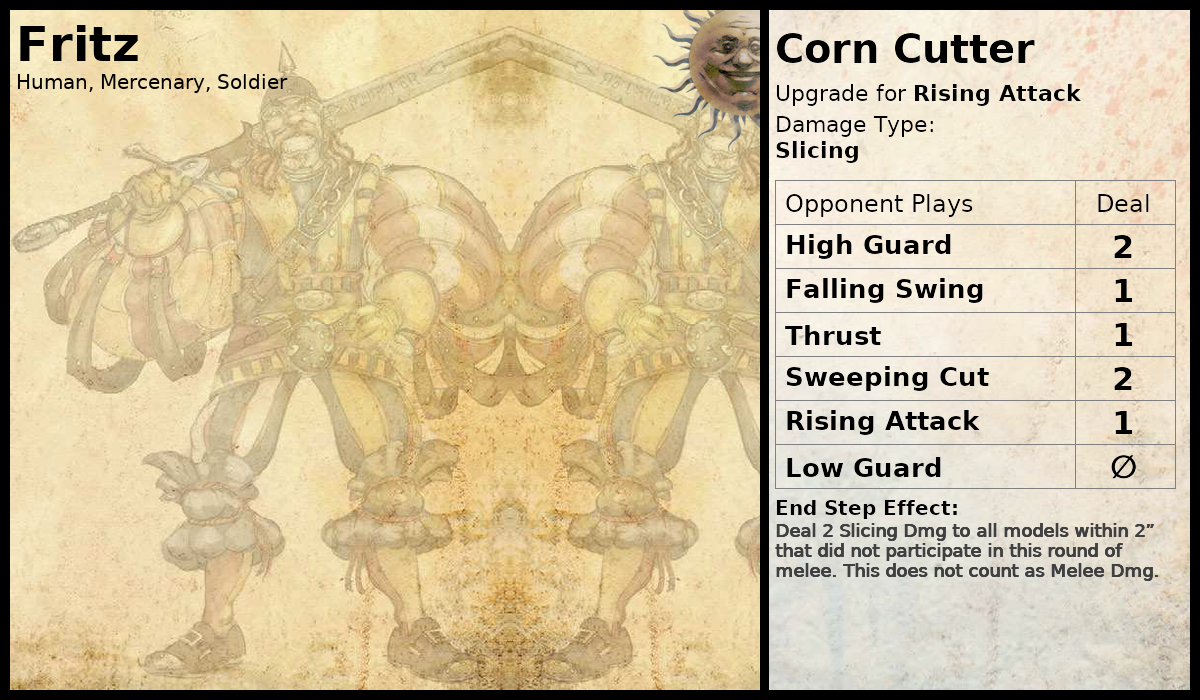 Fritz
Human, Mercenary, Soldier
Corn Cutter
Upgrade for Rising Attack
Damage Type:
Slicing
Opponent Plays Deal
High Guard 2
Falling Swing 1
Thrust 1
Sweeping Cut 2
Rising Attack 1
Low Guard ∅
End Step Effect:
Deal 2 Slicing Dmg to all models within 2”
that did not participate in this round of
melee. This does not count as Melee Dmg.